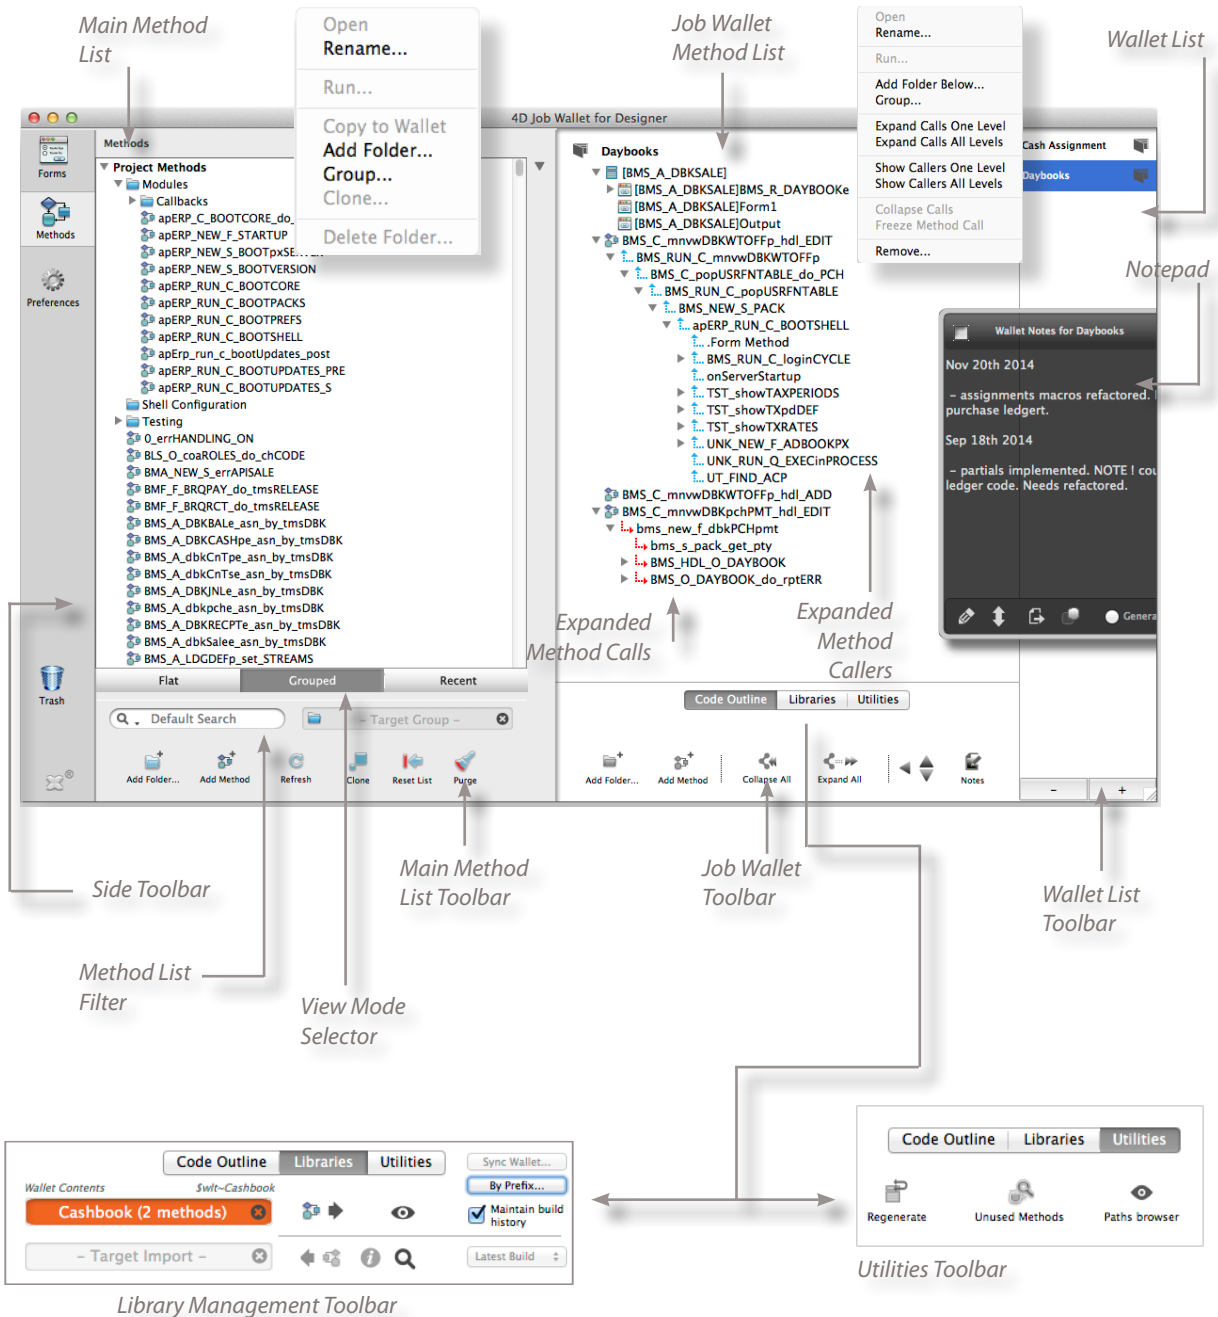 Main Method
List
Open
Rename...
Run...
Copy to Wallet
Add Folder...
Group...
Clone...
Delete Folder...
Job Wallet
Method List
Open
Rename...
Run...
Add Folder Below...
Group...
Expand Calls One Level
Expand Calls All Levels
Show Callers One Level
Show Callers All Levels
Collapse Calls
Freeze Method Call
Remove...
Wallet List
4D Job Wallet for Designer
Forms
Methods
Preferences
Trash
Methods
Project Methods
Modules
Callbacks
apERP_C_BOOTCORE_do_
apERP_NEW_F_STARTUP
apERP_NEW_S_BOOTpxSERVER
apERP_NEW_S_BOOTVERSION
apERP_RUN_C_BOOTCORE
apERP_RUN_C_BOOTPACKS
apERP_RUN_C_BOOTPREFS
apERP_RUN_C_BOOTSHELL
apErp_run_c_bootUpdates_post
apERP_RUN_C_BOOTUPDATES_PRE
apERP_RUN_C_BOOTUPDATES_S
Shell Configuration
Testing
0_errHANDLING_ON
BLS_O_coaROLES_do_chCODE
BMA_NEW_S_errAPISALE
BMF_F_BRQPAY_do_tmsRELEASE
BMF_F_BRQRCT_do_tmsRELEASE
BMS_A_DBKBALe_asn_by_tmsDBK
BMS_A_DBKCASHpe_asn_by_tmsDBK
BMS_A_dbkCnTpe_asn_by_tmsDBK
BMS_A_dbkCnTse_asn_by_tmsDBK
BMS_A_DBKJNLe_asn_by_tmsDBK
BMS_A_dbkpche_asn_by_tmsDBK
BMS_A_DBKRECPTe_asn_by_tmsDBK
BMS_A_dbkSalee_asn_by_tmsDBK
BMS_A_LDGDEFp_set_STREAMS
Flat
Grouped
Recent
Default Search
– Target Group –
Add Folder...
Add Method
Refresh
Clone
Reset List
Purge
Daybooks
[BMS_A_DBKSALE]
[BMS_A_DBKSALE]BMS_R_DAYBOOKe
[BMS_A_DBKSALE]Form1
[BMS_A_DBKSALE]Output
BMS_C_mnvwDBKWTOFFp_hdl_EDIT
BMS_RUN_C_mnvwDBKWTOFFp
BMS_C_popUSRFNTABLE_do_PCH
BMS_RUN_C_popUSRFNTABLE
BMS_NEW_S_PACK
apERP_RUN_C_BOOTSHELL
.Form Method
BMS_RUN_C_loginCYCLE
onServerStartup
TST_showTAXPERIODS
TST_showTXpdDEF
TST_showTXRATES
UNK_NEW_F_ADBOOKPX
UNK_RUN_Q_EXECinPROCESS
UT_FIND_ACP
BMS_C_mnvwDBKWTOFFp_hdl_ADD
BMS_C_mnvwDBKpchPMT_hdl_EDIT
bms_new_f_dbkPCHpmt
bms_s_pack_get_pty
BMS_HDL_O_DAYBOOK
BMS_O_DAYBOOK_do_rptERR
Expanded
Method Calls
Expanded
Method
Callers
Code Outline
Libraries
Utilities
Add Folder...
Add Method
Collapse All
Expand All
Notes
Cash Assignment
Daybooks
Notepad
Wallet Notes for Daybooks
Nov 20th 2014
– assignments macros refactored.
purchase ledgert.
Sep 18th 2014
– partials implemented. NOTE ! cou
ledger code. Needs refactored.
Genera
–
+
Side Toolbar
Main Method
List Toolbar
Job Wallet
Toolbar
Wallet List
Toolbar
Method List
Filter
View Mode
Selector
Code Outline
Libraries
Utilities
Sync Wallet...
Wallet Contents
$wlt~Cashbook
By Prefix...
Cashbook (2 methods)
Maintain build
history
– Target Import –
Latest Build
Library Management Toolbar
Code Outline
Libraries
Utilities
Regenerate
Unused Methods
Paths browser
Utilities Toolbar